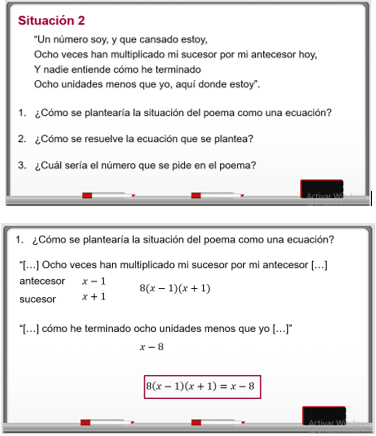 Situación 2
"Un número soy, y que cansado estoy,
Ocho veces han multiplicado mi sucesor por mi antecesor hoy,
Y nadie entiende cómo he terminado
Ocho unidades menos que yo, aquí donde estoy".
1. ¿Cómo se plantearía la situación del poema como una ecuación?
2. ¿Cómo se resuelve la ecuación que se plantea?
3. ¿Cuál sería el número que se pide en el poema?
Activar
1. ¿Cómo se plantearía la situación del poema como una ecuación?
"[…] Ocho veces han multiplicado mi sucesor por mi antecesor […]
antecesor x − 1
8(x − 1)(x + 1)
sucesor x + 1
"[…] cómo he terminado ocho unidades menos que yo […]"
x − 8
8(x − 1)(x + 1) = x − 8
Activar